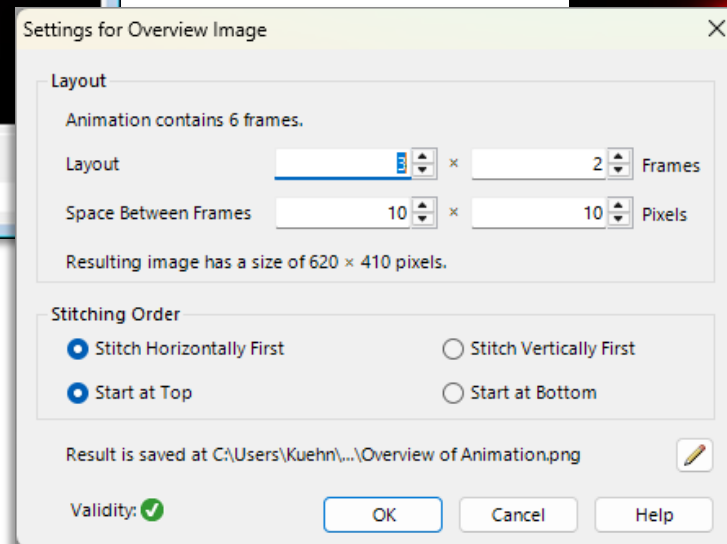 Settings for Overview Image
Layout
Animation contains 6 frames.
Layout 3 × 2 Frames
Space Between Frames 10 × 10 Pixels
Resulting image has a size of 620 × 410 pixels.
Stitching Order
Stitch Horizontally First Stitch Vertically First
Start at Top Start at Bottom
Result is saved at C:\Users\Kuehn\...\Overview of Animation.png
Validity: OK Cancel Help